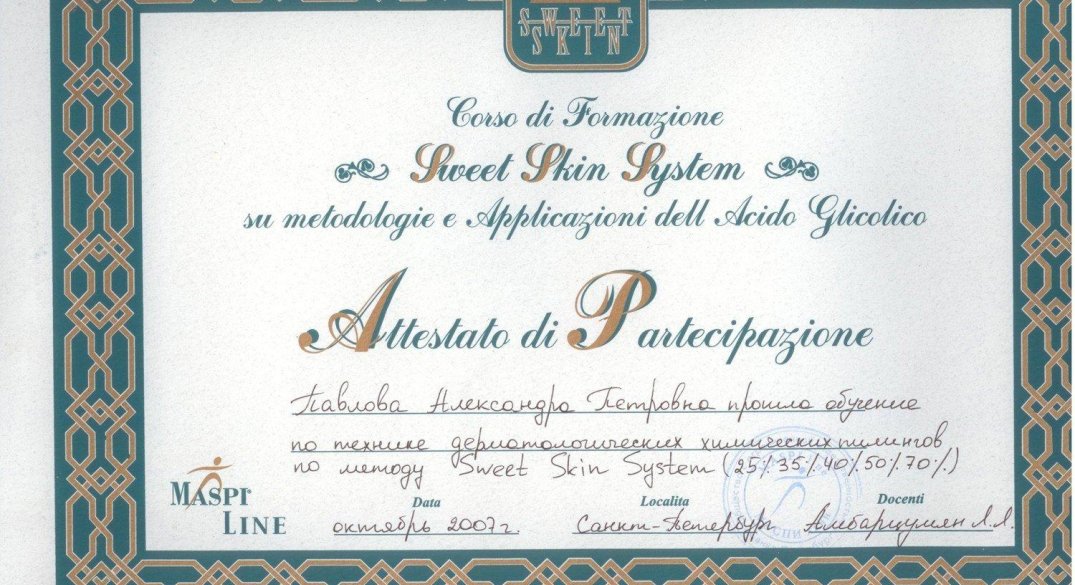 SWEET
SKIN
Corso di Formazione
Sweet Skin System
su metodologie e Applicazioni dell Acido Glicolico
Attestato di Partecipazione
Павлова Александра Петровна прошла обучение
по технике дерматологических химических пилингов
по методу Sweet Skin System (25% 35% 40% 50% 70%)
MASPI
LINE
Data
Localita
Docenti
октябрь 2007г.
Санкт-Петербург
Амбарцумян А.А.